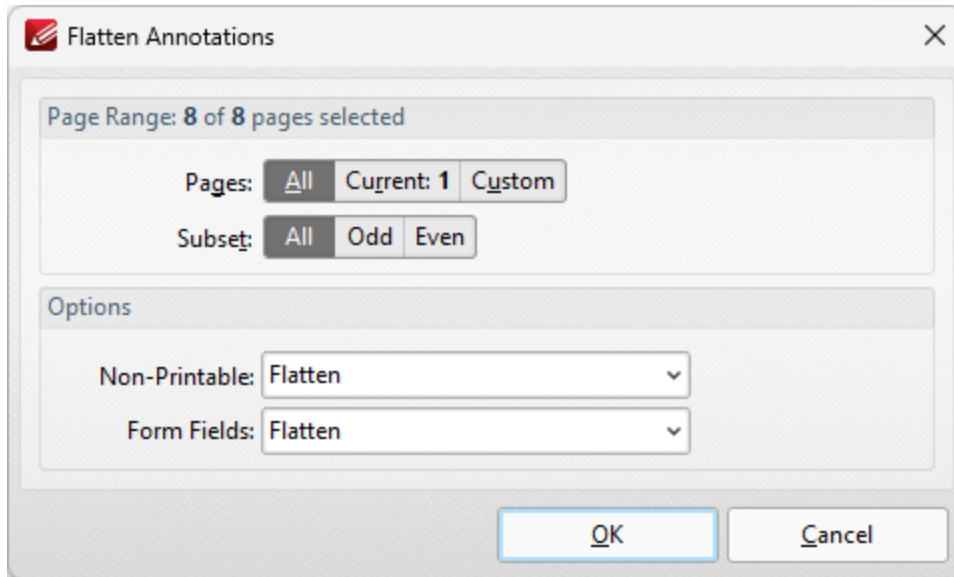 Flatten Annotations
Page Range: 8 of 8 pages selected
Pages: All Current: 1 Custom
Subset: All Odd Even
Options
Non-Printable: Flatten
Form Fields: Flatten
OK Cancel